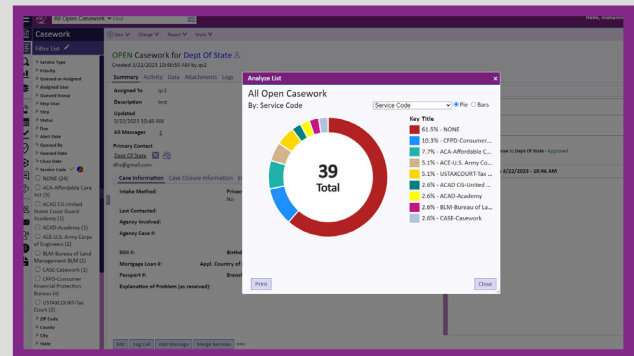 All Open Casework
Find
Hello,
Casework
New Change Report Share
Filter List
OPEN Casework for Dept Of State
Created 3/22/2023 10:46:50 AM by qs2
Summary Activity Data Attachments Logs
Assigned To qs2
Description test
Updated
3/22/2023 10:46 AM
All Messages 1
Primary Contact
Dept Of State
dhs@gmail.com
Case Information Case Closure Information
Intake Method:
No
Last Contacted:
Agency Involved:
Agency Case #:
SSN #:
Mortgage Loan #: Appl. Country of
Passport #:
Explanation of Problem (as received):
Edit Log Call Add Message Merge Services
Service Type
Priority
Queued or Assigned
Assigned User
Queued Group
Step User
Step
Status
Due
Alert Date
Opened By
Opened Date
Close Date
Service Code
NONE (24)
ACA-Affordable Care
Act (3)
ACAD CG-United
States Coast Guard
Academy (1)
ACAD-Academy (1)
ACE-U.S. Army Corps
of Engineers (2)
BLM-Bureau of Land
Management BLM (1)
CASE-Casework (1)
CFPD-Consumer
Financial Protection
Bureau (4)
USTAXCOURT-Tax
Court (2)
ZIP Code
County
City
State
Analyze List
x
All Open Casework
By: Service Code
Service Code
Pie Bars
39
Total
Key Title
61.5% - NONE
10.3% - CFPD-Consumer...
7.7% - ACA-Affordable C...
5.1% - ACE-U.S. Army Co...
5.1% - USTAXCOURT-Tax ...
2.6% - ACAD CG-United ...
2.6% - ACAD-Academy
2.6% - BLM-Bureau of La...
2.6% - CASE-Casework
Print
Close
to Dept Of State - Approved
3/22/2023 - 10:46 AM